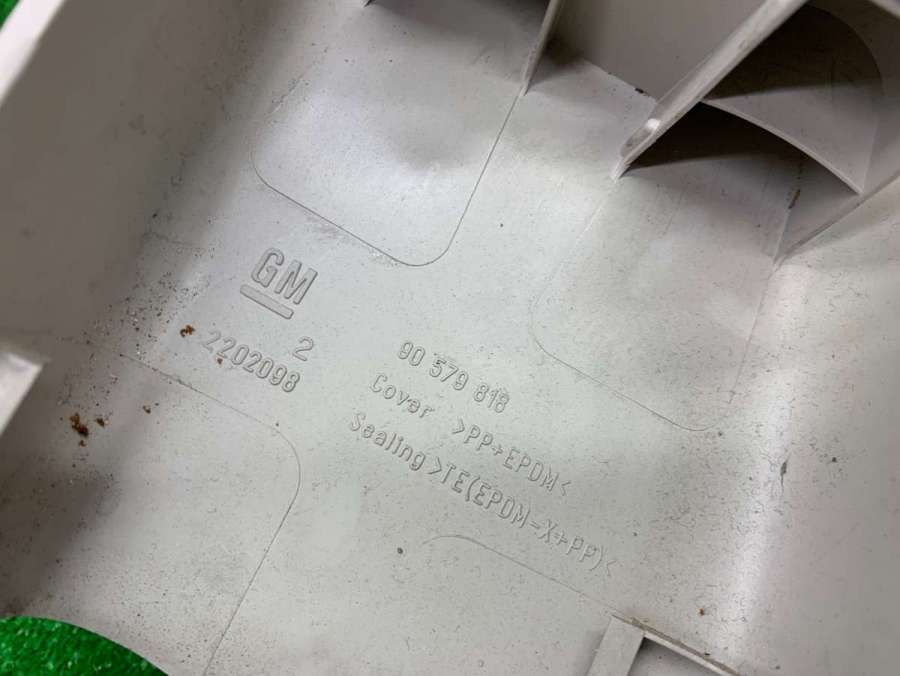 GM
2
2202098
90 579 818
Cover >PP+EPDM<
Sealing >TE(EPDM-X+PP)<